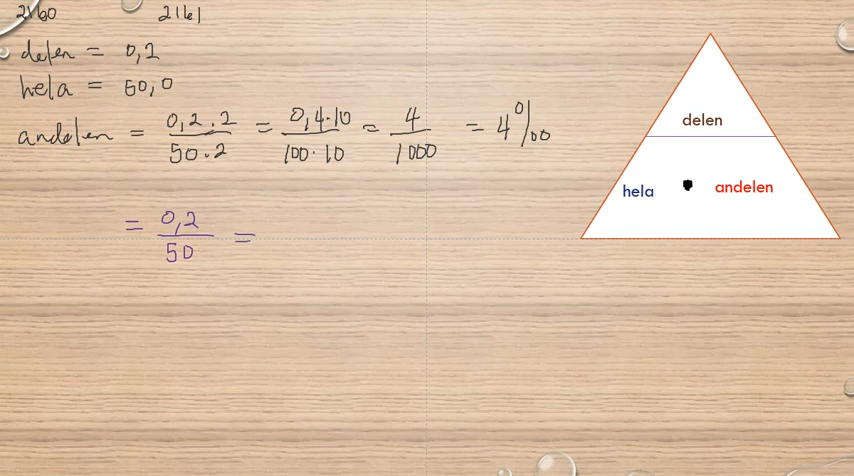 2160 2161
delen = 0,2
hela = 50,0
andelen = 0,2 · 2 / 50 · 2 = 0,4 · 10 / 100 · 10 = 4 / 1000 = 4 ‰
= 0,2 / 50 =
delen
hela · andelen